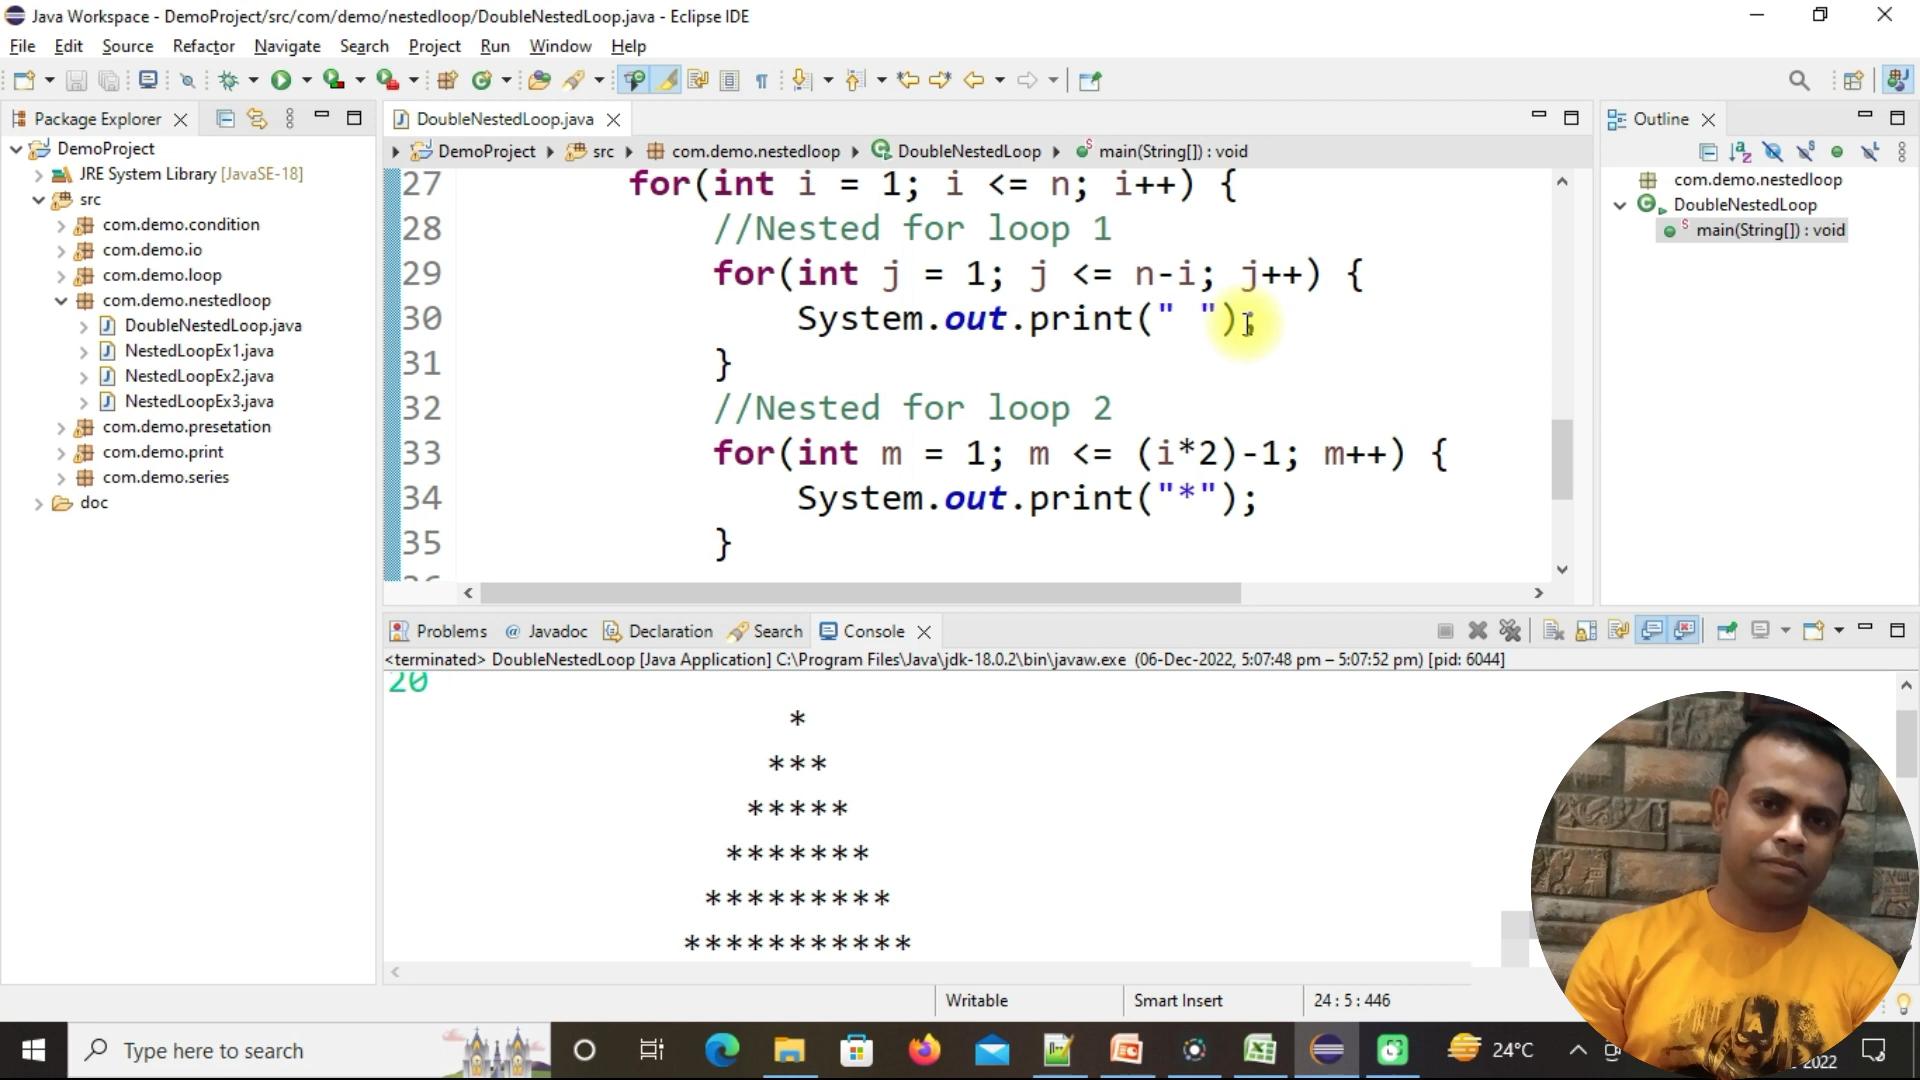 Java Workspace - DemoProject/src/com/demo/nestedloop/DoubleNestedLoop.java - Eclipse IDE
File Edit Source Refactor Navigate Search Project Run Window Help
Package Explorer
DemoProject
JRE System Library [JavaSE-18]
src
com.demo.condition
com.demo.io
com.demo.loop
com.demo.nestedloop
DoubleNestedLoop.java
NestedLoopEx1.java
NestedLoopEx2.java
NestedLoopEx3.java
com.demo.presetation
com.demo.print
com.demo.series
doc
DoubleNestedLoop.java
DemoProject src com.demo.nestedloop DoubleNestedLoop main(String[]) : void
27 for(int i = 1; i <= n; i++) {
28 //Nested for loop 1
29 for(int j = 1; j <= n-i; j++) {
30 System.out.print(" ");
31 }
32 //Nested for loop 2
33 for(int m = 1; m <= (i*2)-1; m++) {
34 System.out.print("*");
35 }
Outline
com.demo.nestedloop
DoubleNestedLoop
main(String[]) : void
Problems Javadoc Declaration Search Console
<terminated> DoubleNestedLoop [Java Application] C:\Program Files\Java\jdk-18.0.2\bin\javaw.exe (06-Dec-2022, 5:07:48 pm – 5:07:52 pm) [pid: 6044]
20
*
***
*****
*******
*********
***********
Writable Smart Insert 24 : 5 : 446
Type here to search
24°C
2022